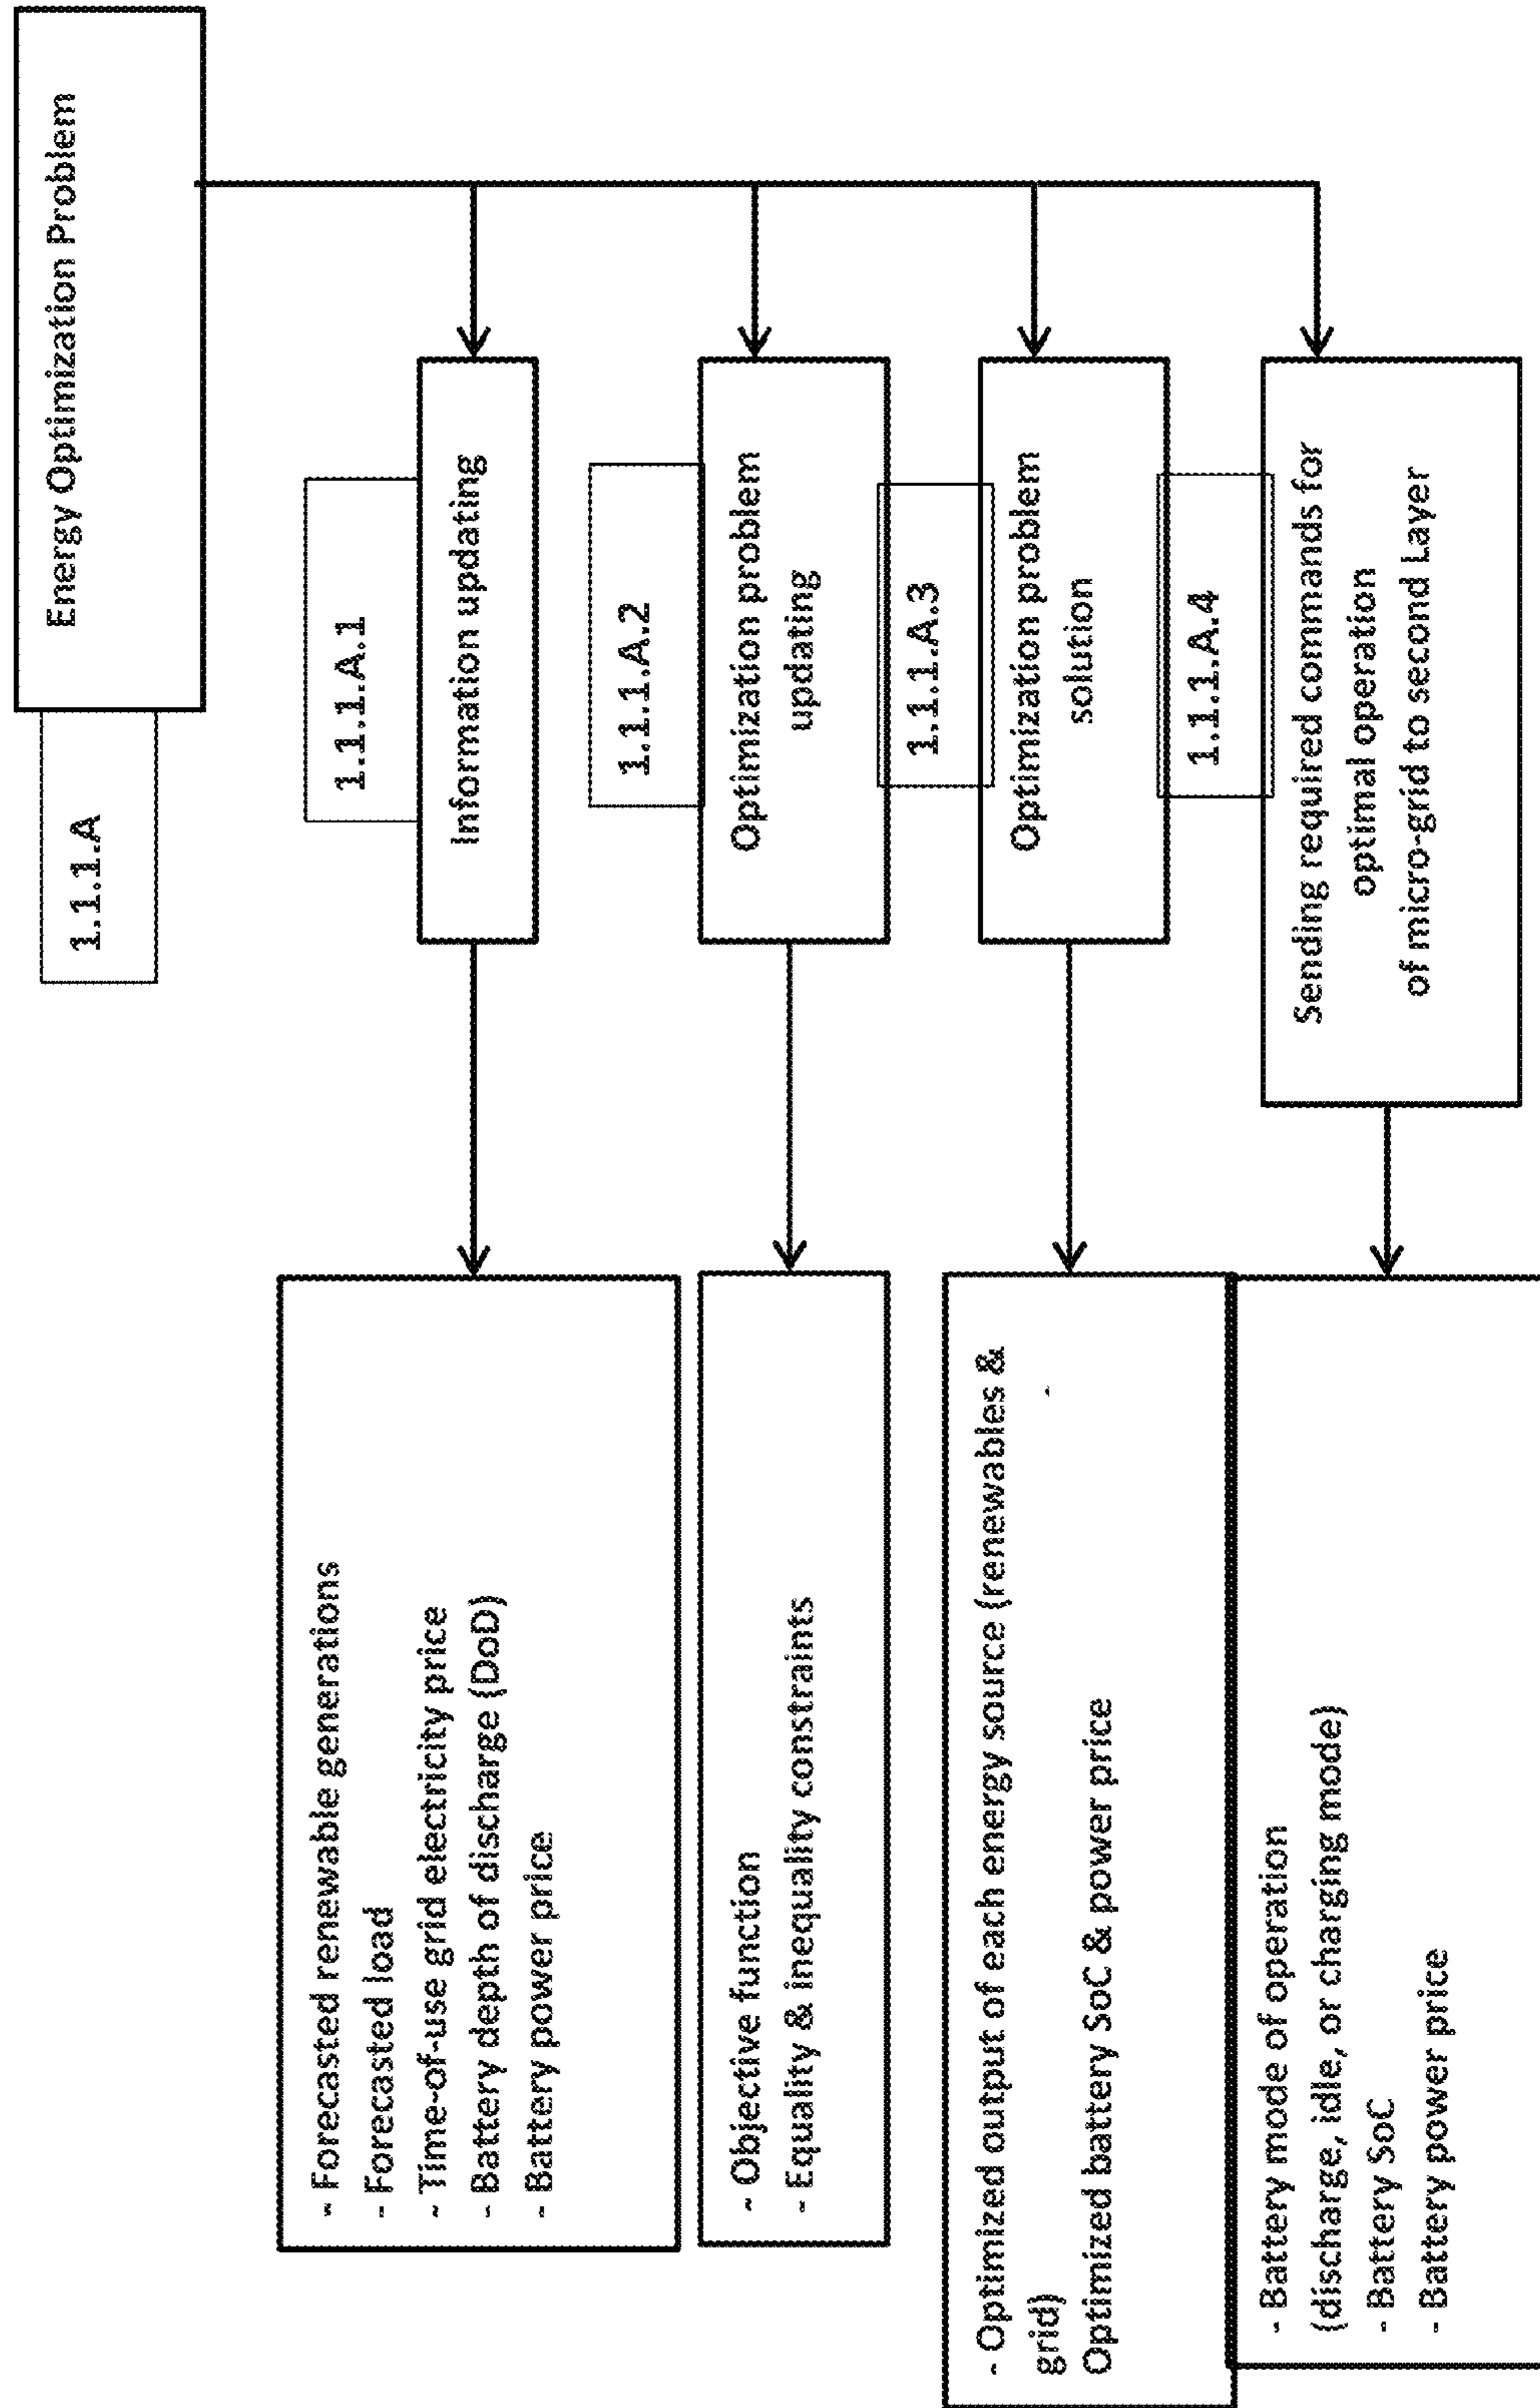 Energy Optimization Problem
1.1.1.A
1.1.1.A.1
Information updating
- Forecasted renewable generations
- Forecasted load
- Time-of-use grid electricity price
- Battery depth of discharge (DoD)
- Battery power price
1.1.1.A.2
Optimization problem
updating
- Objective function
- Equality & inequality constraints
1.1.1.A.3
Optimization problem
solution
- Optimized output of each energy source (renewables &
grid)
Optimized battery SoC & power price
1.1.1.A.4
Sending required commands for
optimal operation
of micro-grid to second Layer
- Battery mode of operation
(discharge, idle, or charging mode)
- Battery SoC
- Battery power price